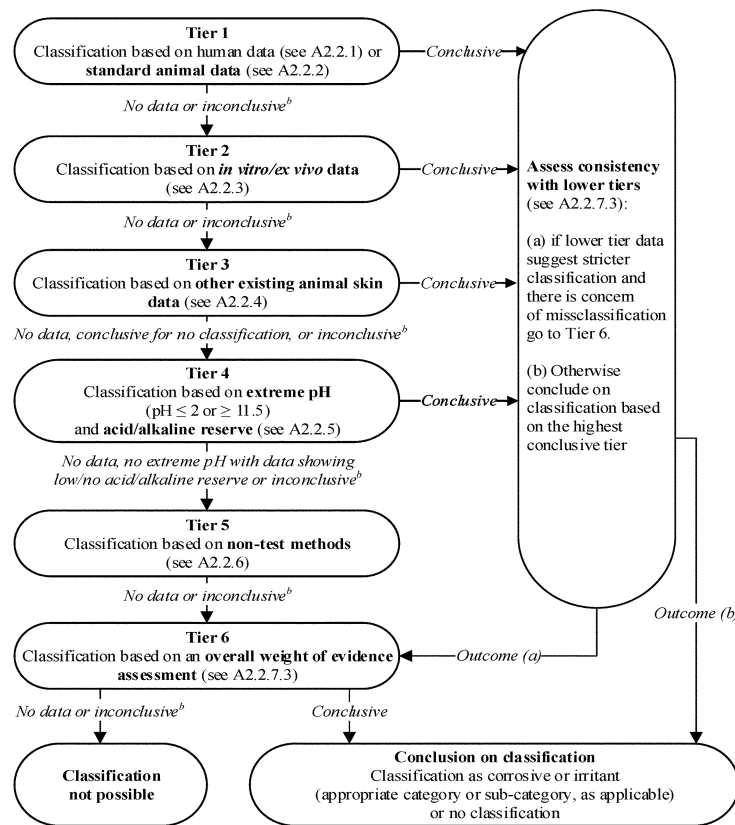 Tier 1
Classification based on human data (see A2.2.1) or
standard animal data (see A2.2.2)
Conclusive
No data or inconclusiveᵇ
Tier 2
Classification based on in vitro/ex vivo data
(see A2.2.3)
Conclusive
No data or inconclusiveᵇ
Tier 3
Classification based on other existing animal skin
data (see A2.2.4)
Conclusive
No data, conclusive for no classification, or inconclusiveᵇ
Tier 4
Classification based on extreme pH
(pH ≤ 2 or ≥ 11.5)
and acid/alkaline reserve (see A2.2.5)
Conclusive
No data, no extreme pH with data showing
low/no acid/alkaline reserve or inconclusiveᵇ
Tier 5
Classification based on non-test methods
(see A2.2.6)
No data or inconclusiveᵇ
Tier 6
Classification based on an overall weight of evidence
assessment (see A2.2.7.3)
Assess consistency
with lower tiers
(see A2.2.7.3):
(a) if lower tier data
suggest stricter
classification and
there is concern
of missclassification
go to Tier 6.
(b) Otherwise
conclude on
classification based
on the highest
conclusive tier
Outcome (a)
Outcome (b)
No data or inconclusiveᵇ
Conclusive
Classification
not possible
Conclusion on classification
Classification as corrosive or irritant
(appropriate category or sub-category, as applicable)
or no classification